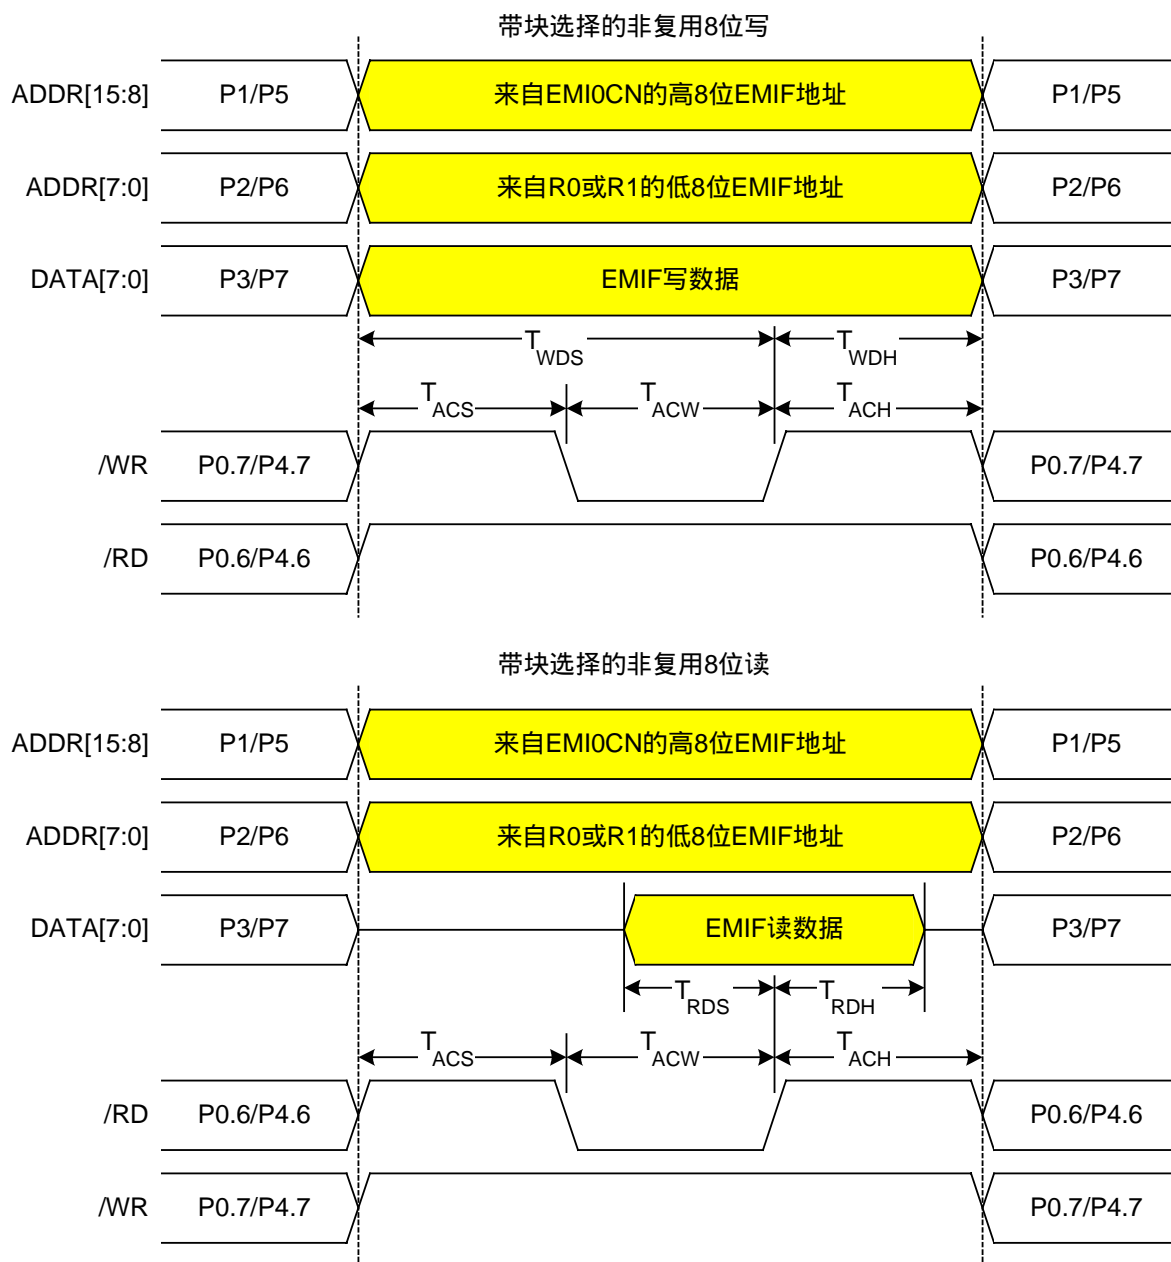 带块选择的非复用8位写
ADDR[15:8] P1/P5 来自EMI0CN的高8位EMIF地址 P1/P5
ADDR[7:0] P2/P6 来自R0或R1的低8位EMIF地址 P2/P6
DATA[7:0] P3/P7 EMIF写数据 P3/P7
TWDS TWDH
TACS TACW TACH
/WR P0.7/P4.7 P0.7/P4.7
/RD P0.6/P4.6 P0.6/P4.6
带块选择的非复用8位读
ADDR[15:8] P1/P5 来自EMI0CN的高8位EMIF地址 P1/P5
ADDR[7:0] P2/P6 来自R0或R1的低8位EMIF地址 P2/P6
DATA[7:0] P3/P7 EMIF读数据 P3/P7
TRDS TRDH
TACS TACW TACH
/RD P0.6/P4.6 P0.6/P4.6
/WR P0.7/P4.7 P0.7/P4.7